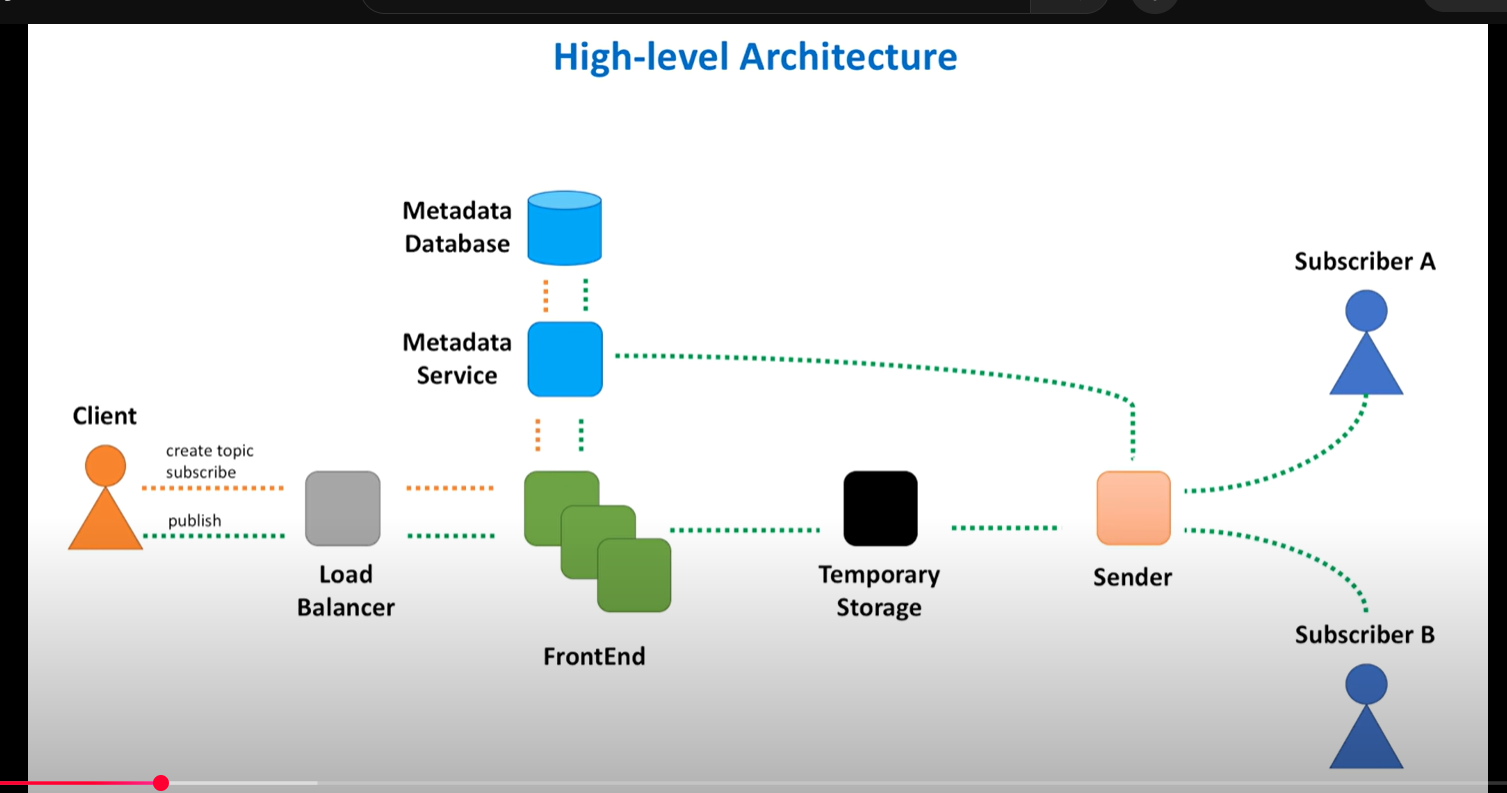 High-level Architecture
Metadata
Database
Subscriber A
Metadata
Service
Client
create topic
subscribe
publish
Load
Balancer
Temporary
Storage
Sender
Subscriber B
FrontEnd